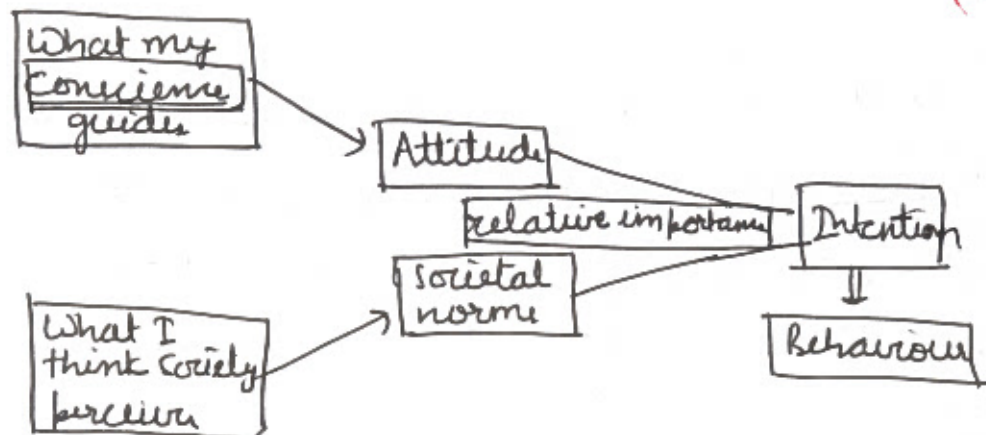 What my
Conscience
guides
Attitude
relative importance
Intention
Societal
norms
What I
think society
perceives
Behaviour